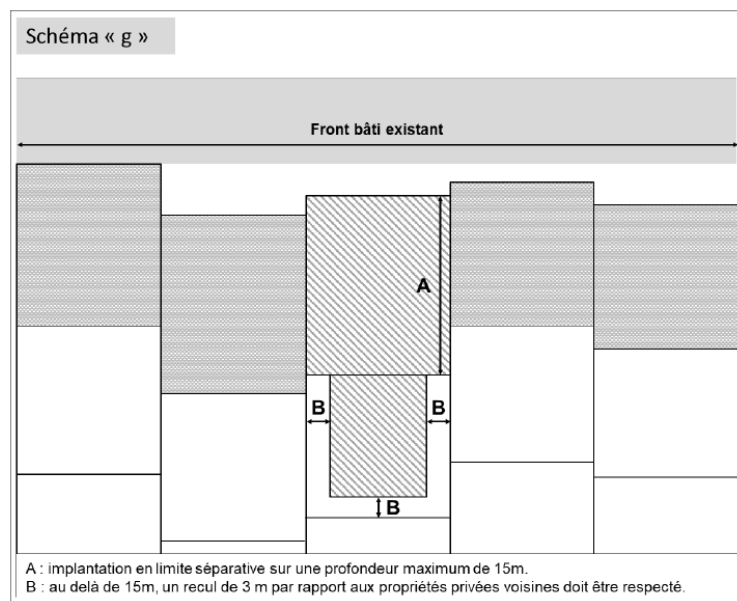 Schéma « g »
Front bâti existant
A
B
B
B
A : implantation en limite séparative sur une profondeur maximum de 15m.
B : au delà de 15m, un recul de 3 m par rapport aux propriétés privées voisines doit être respecté.